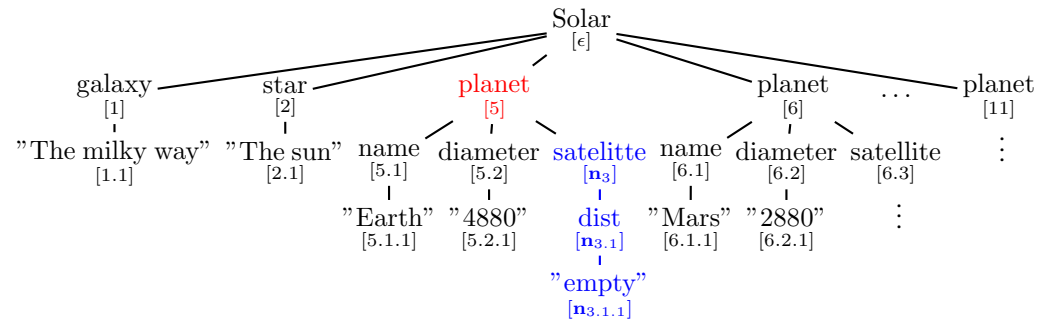 Solar
[ϵ]
galaxy star planet planet ... planet
[1] [2] [5] [6] [11]
”The milky way” ”The sun” name diameter satelitte name diameter satellite ⋮
[1.1] [2.1] [5.1] [5.2] [n₃] [6.1] [6.2] [6.3]
”Earth” ”4880” dist ”Mars” ”2880” ⋮
[5.1.1] [5.2.1] [n₃.₁] [6.1.1] [6.2.1]
”empty”
[n₃.₁.₁]